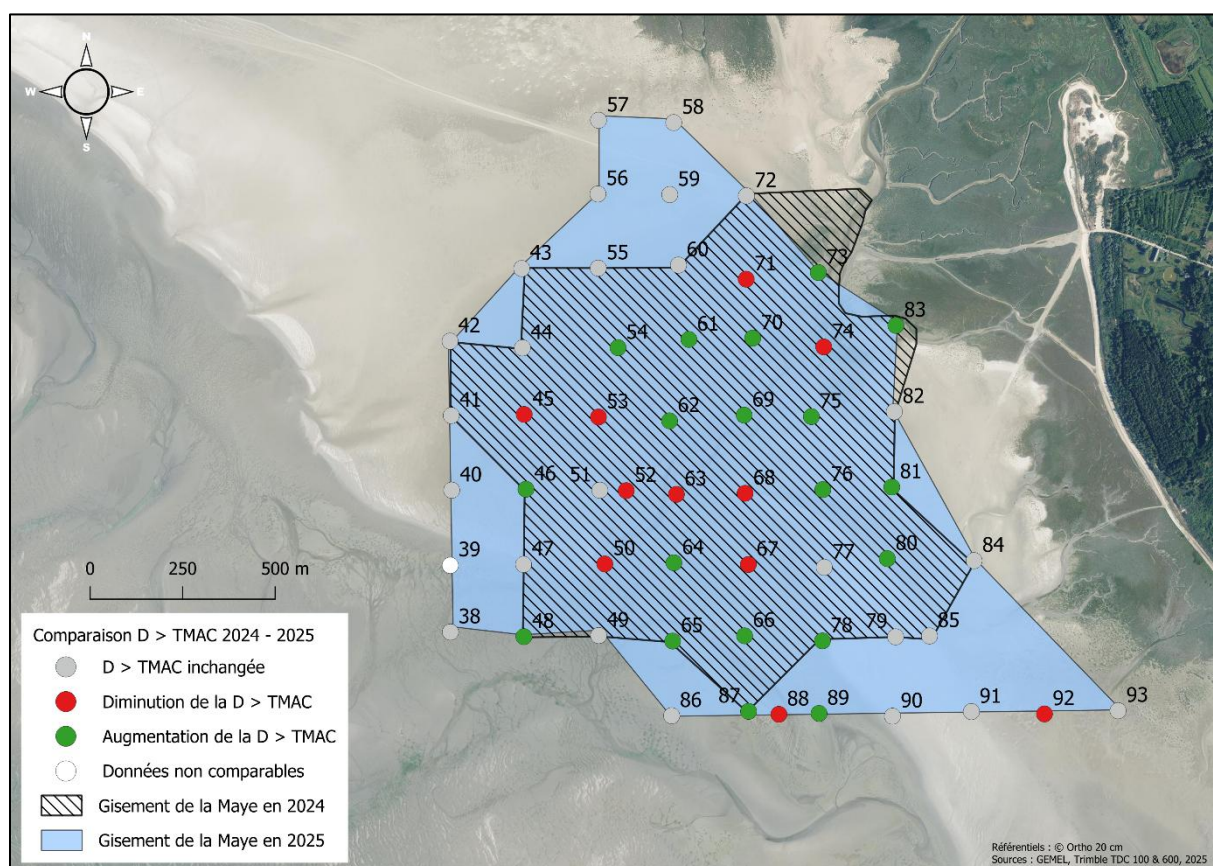 N
W E
S
57 58
56 59 72
43 55 60 71 73
42 44 54 61 70 74 83
41 45 53 62 69 75 82
40 46 51 52 63 68 76 81
39 47 50 64 67 77 80 84
38 48 49 65 66 78 79 85
86 87 88 89 90 91 92 93
0 250 500 m
Comparaison D > TMAC 2024 - 2025
D > TMAC inchangée
Diminution de la D > TMAC
Augmentation de la D > TMAC
Données non comparables
Gisement de la Maye en 2024
Gisement de la Maye en 2025
Référentiels : © Ortho 20 cm
Sources : GEMEL, Trimble TDC 100 & 600, 2025